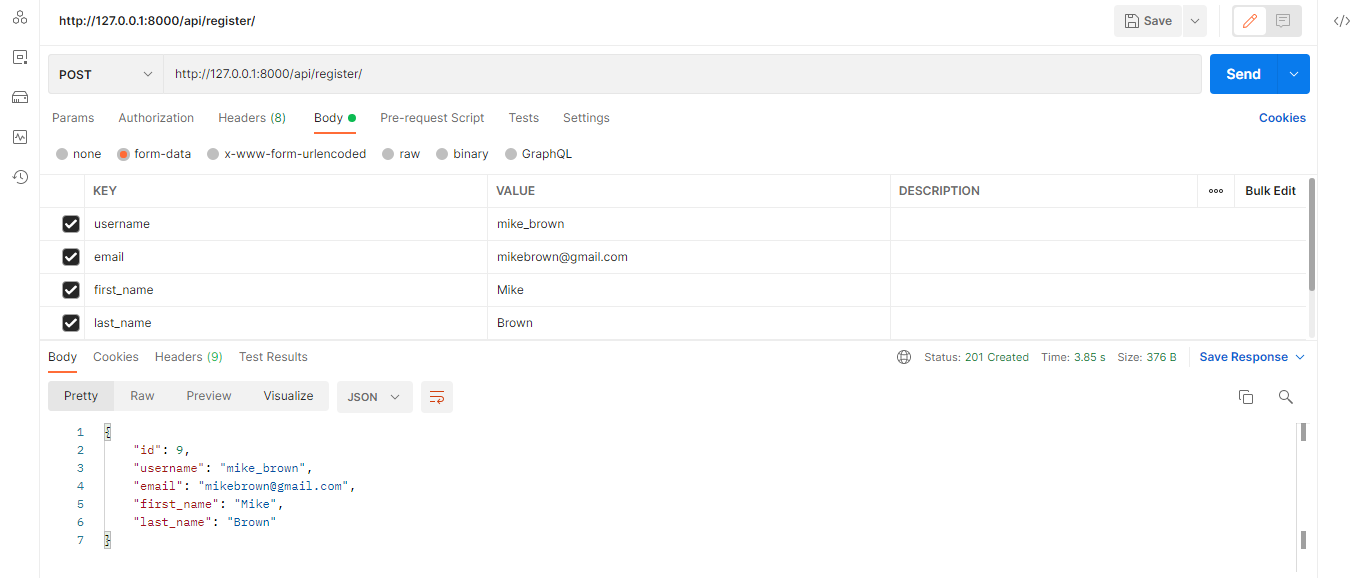 http://127.0.0.1:8000/api/register/ Save
POST http://127.0.0.1:8000/api/register/ Send
Params Authorization Headers (8) Body Pre-request Script Tests Settings Cookies
none form-data x-www-form-urlencoded raw binary GraphQL
KEY VALUE DESCRIPTION Bulk Edit
username mike_brown
email mikebrown@gmail.com
first_name Mike
last_name Brown
Body Cookies Headers (9) Test Results Status: 201 Created Time: 3.85 s Size: 376 B Save Response
Pretty Raw Preview Visualize JSON
1 {
2 "id": 9,
3 "username": "mike_brown",
4 "email": "mikebrown@gmail.com",
5 "first_name": "Mike",
6 "last_name": "Brown"
7 }